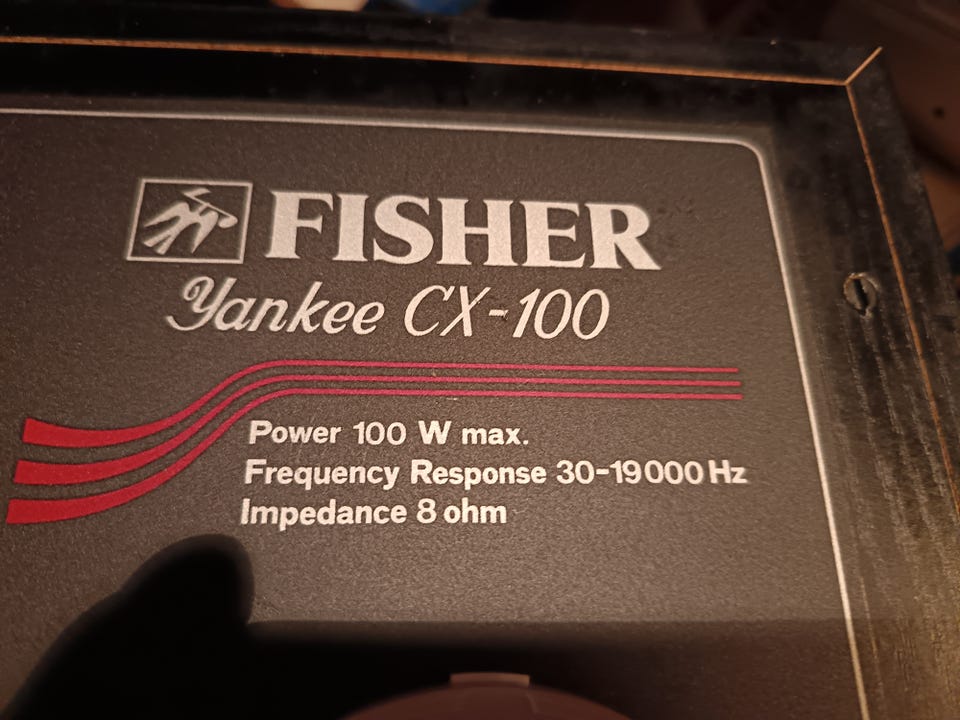 FISHER
Yankee CX-100
Power 100 W max.
Frequency Response 30-19000 Hz
Impedance 8 ohm